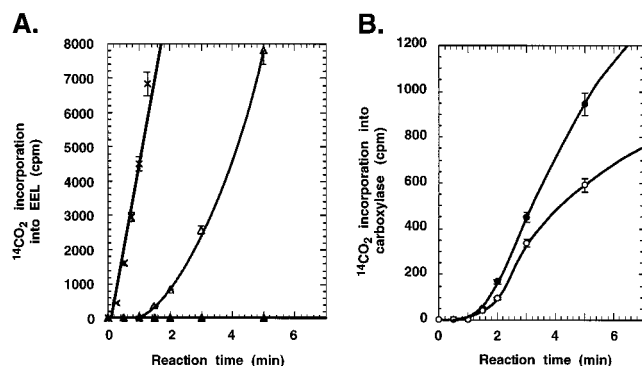 A.
B.
8000
7000
6000
5000
4000
3000
2000
1000
0
0 2 4 6
Reaction time (min)
¹⁴CO₂ incorporation
into EEL (cpm)
1200
1000
800
600
400
200
0
0 2 4 6
Reaction time (min)
¹⁴CO₂ incorporation into
carboxylase (cpm)